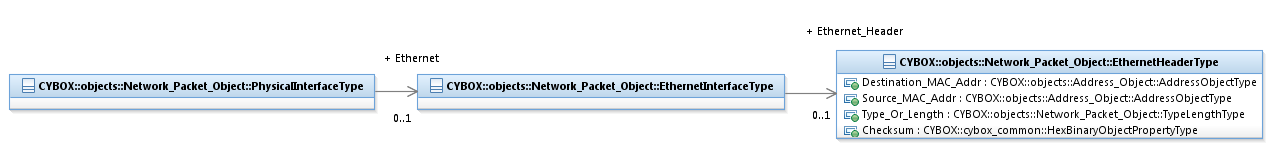 + Ethernet_Header
+ Ethernet
CYBOX::objects::Network_Packet_Object::PhysicalInterfaceType
CYBOX::objects::Network_Packet_Object::EthernetInterfaceType
CYBOX::objects::Network_Packet_Object::EthernetHeaderType
Destination_MAC_Addr : CYBOX::objects::Address_Object::AddressObjectType
Source_MAC_Addr : CYBOX::objects::Address_Object::AddressObjectType
Type_Or_Length : CYBOX::objects::Network_Packet_Object::TypeLengthType
Checksum : CYBOX::cybox_common::HexBinaryObjectPropertyType
0..1
0..1